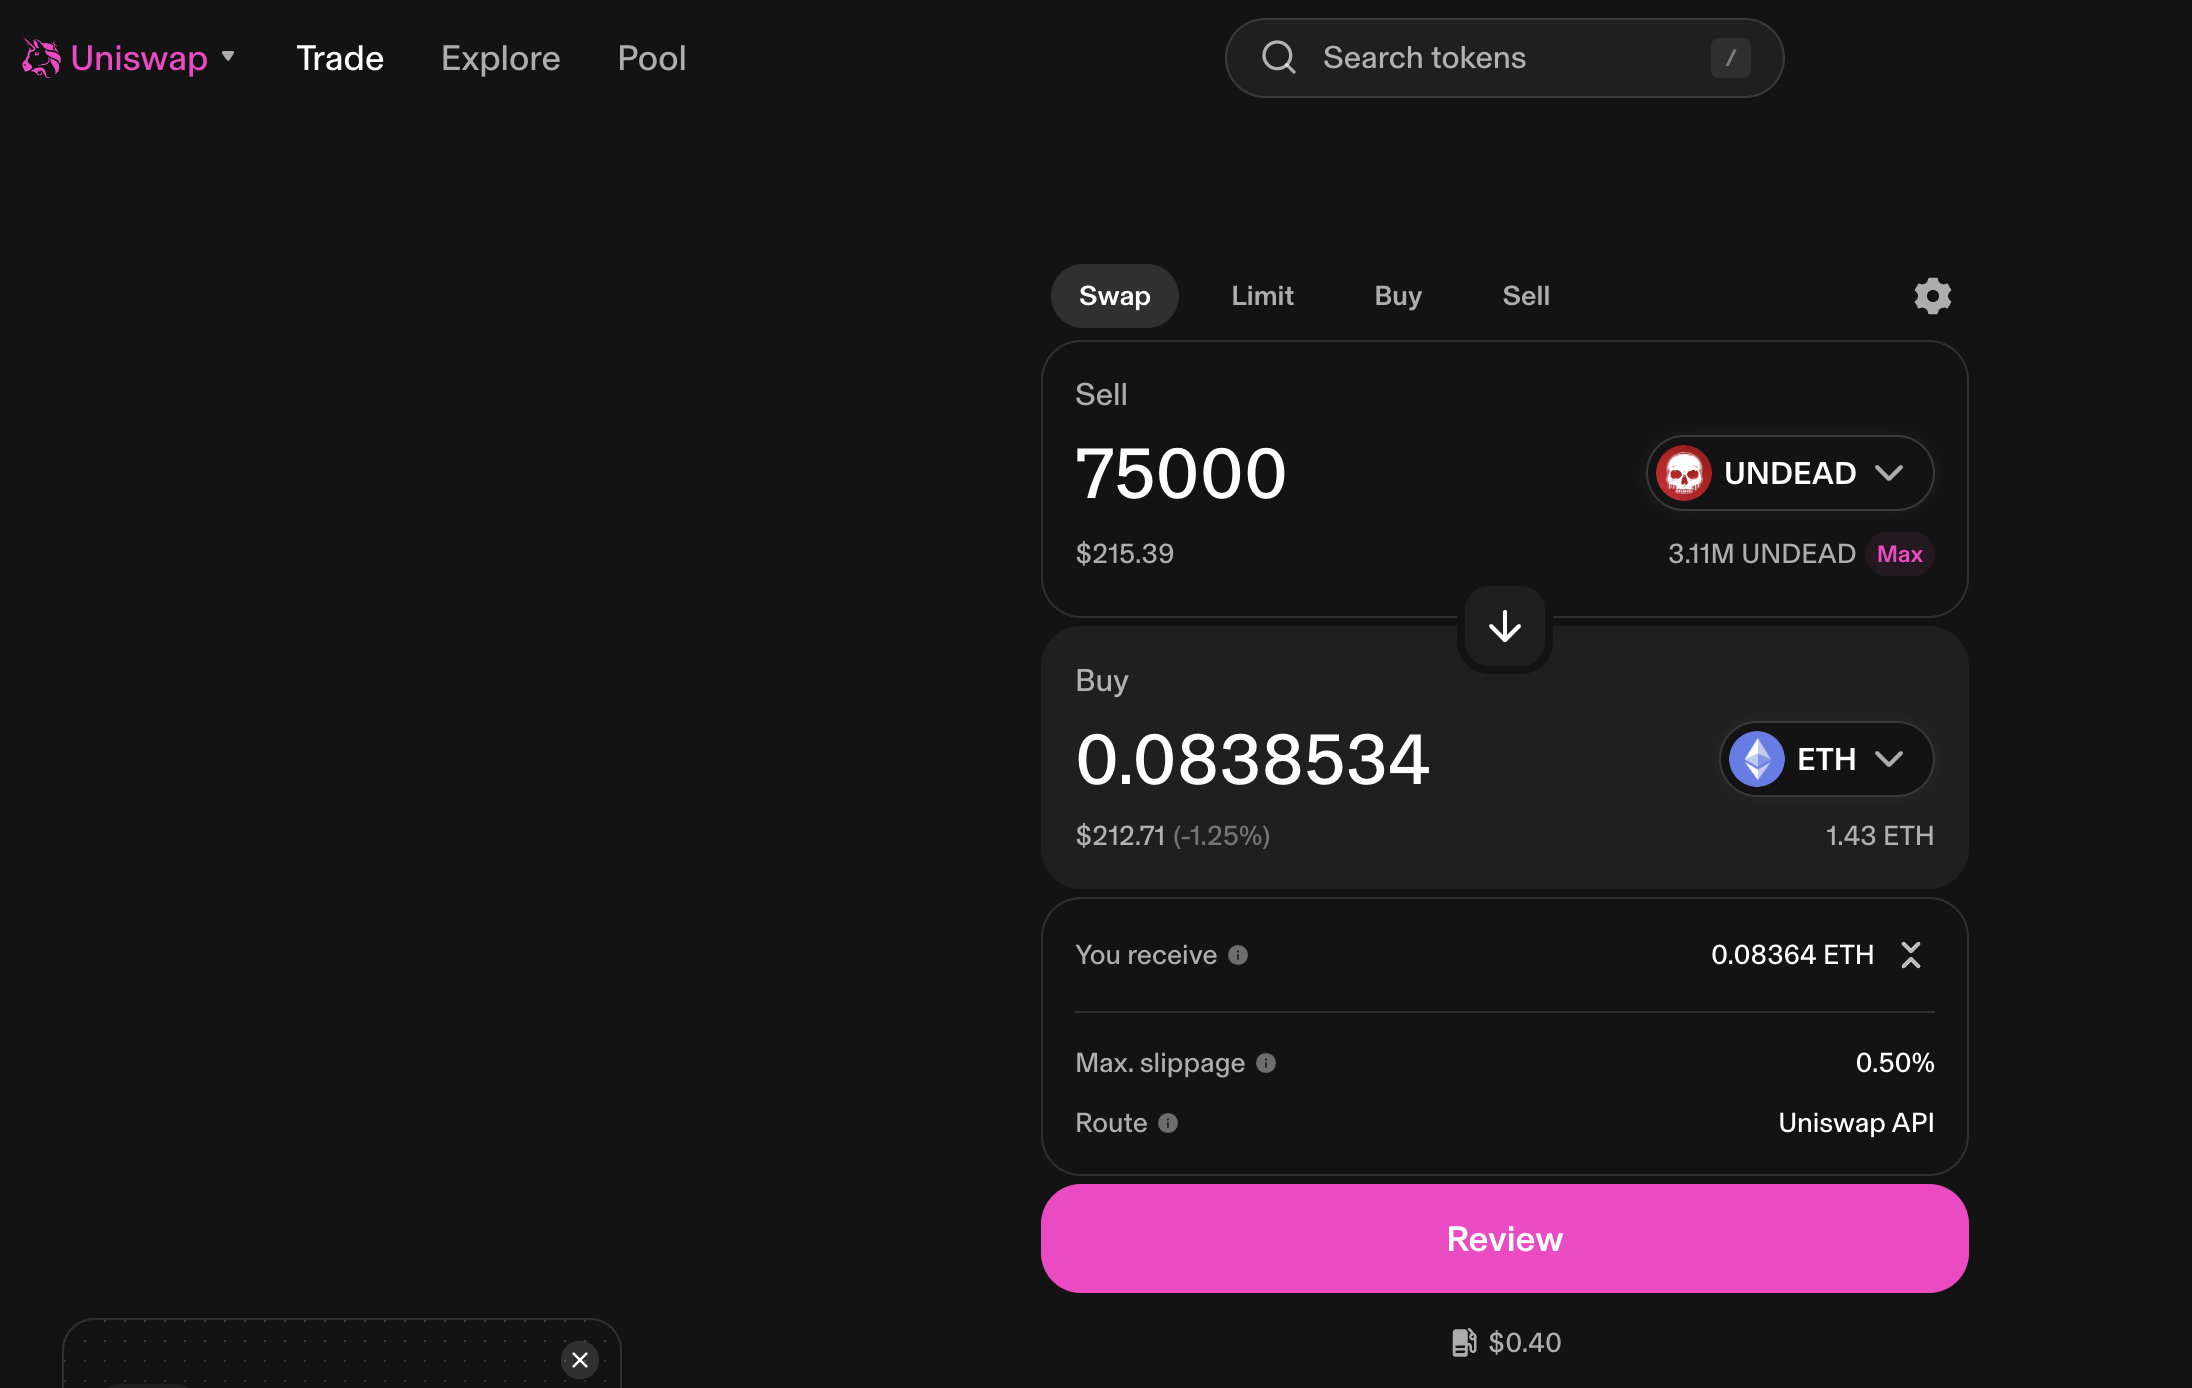 Uniswap Trade Explore Pool Search tokens /
Swap Limit Buy Sell
Sell
75000 UNDEAD
$215.39 3.11M UNDEAD Max
Buy
0.0838534 ETH
$212.71 (-1.25%) 1.43 ETH
You receive 0.08364 ETH
Max. slippage 0.50%
Route Uniswap API
Review
$0.40